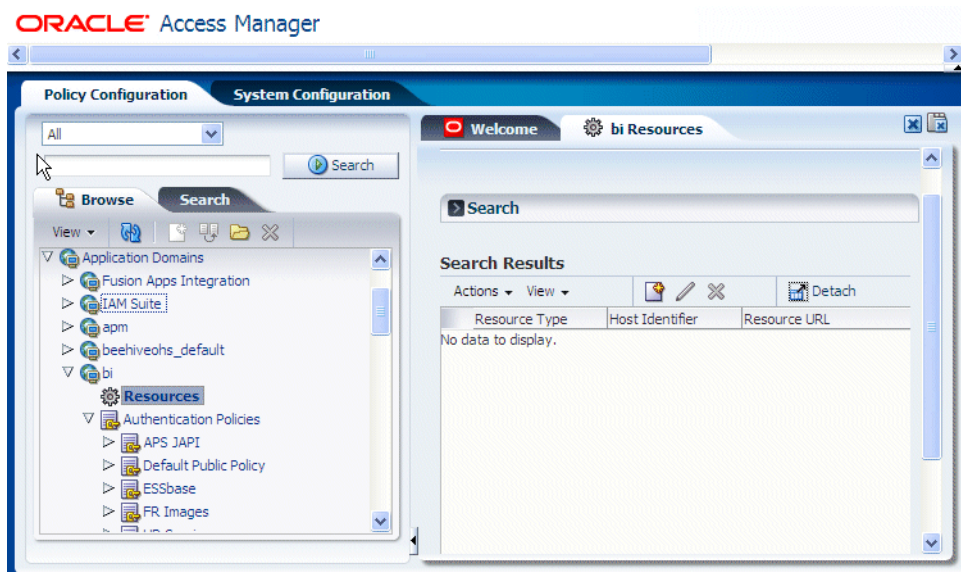 ORACLE Access Manager
Policy Configuration System Configuration
All
Search
Browse Search
View
Application Domains
Fusion Apps Integration
IAM Suite
apm
beehiveohs_default
bi
Resources
Authentication Policies
APS JAPI
Default Public Policy
ESSbase
FR Images
Welcome bi Resources
Search
Search Results
Actions View Detach
Resource Type Host Identifier Resource URL
No data to display.